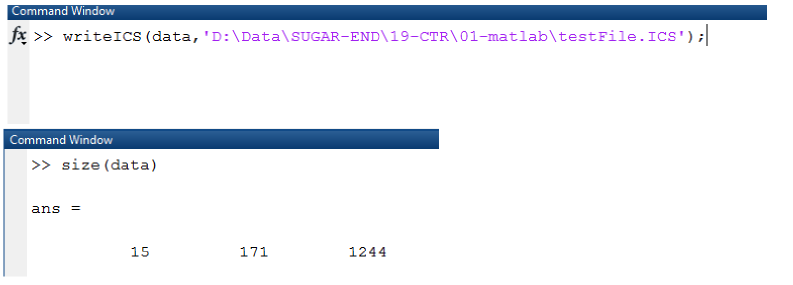 Command Window
fx >> writeICS(data,'D:\Data\SUGAR-END\19-CTR\01-matlab\testFile.ICS');
Command Window
>> size(data)
ans =
15 171 1244